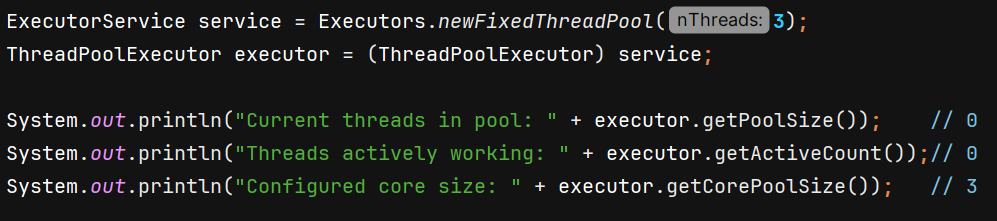 ExecutorService service = Executors.newFixedThreadPool( nThreads: 3);
ThreadPoolExecutor executor = (ThreadPoolExecutor) service;
System.out.println("Current threads in pool: " + executor.getPoolSize());    // 0
System.out.println("Threads actively working: " + executor.getActiveCount());// 0
System.out.println("Configured core size: " + executor.getCorePoolSize());   // 3